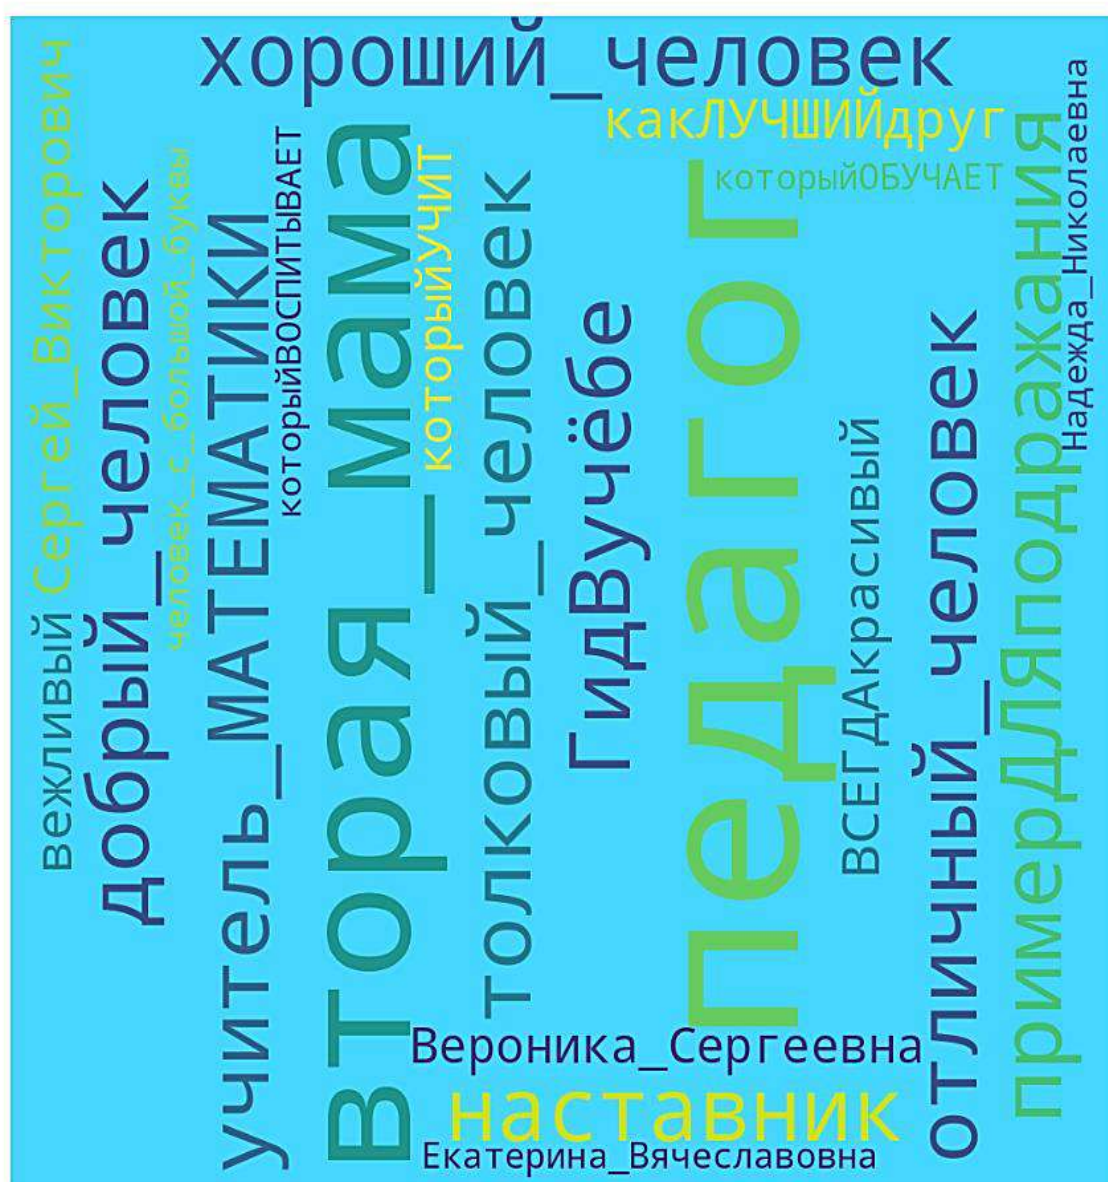 хороший_человек
какЛУЧШИЙдруг
которыйОБУЧАЕТ
Сергей_Викторович
вежливый
добрый_человек
человек_с_большой_буквы
учитель_МАТЕМАТИКИ
которыйВОСПИТЫВАЕТ
вторая_мама
которыйУЧИТ
толковый_человек
ГидВучёбе
педагог
ВСЕГДАкрасивый
отличный_человек
примерДЛЯподражания
Надежда_Николаевна
Вероника_Сергеевна
наставник
Екатерина_Вячеславовна